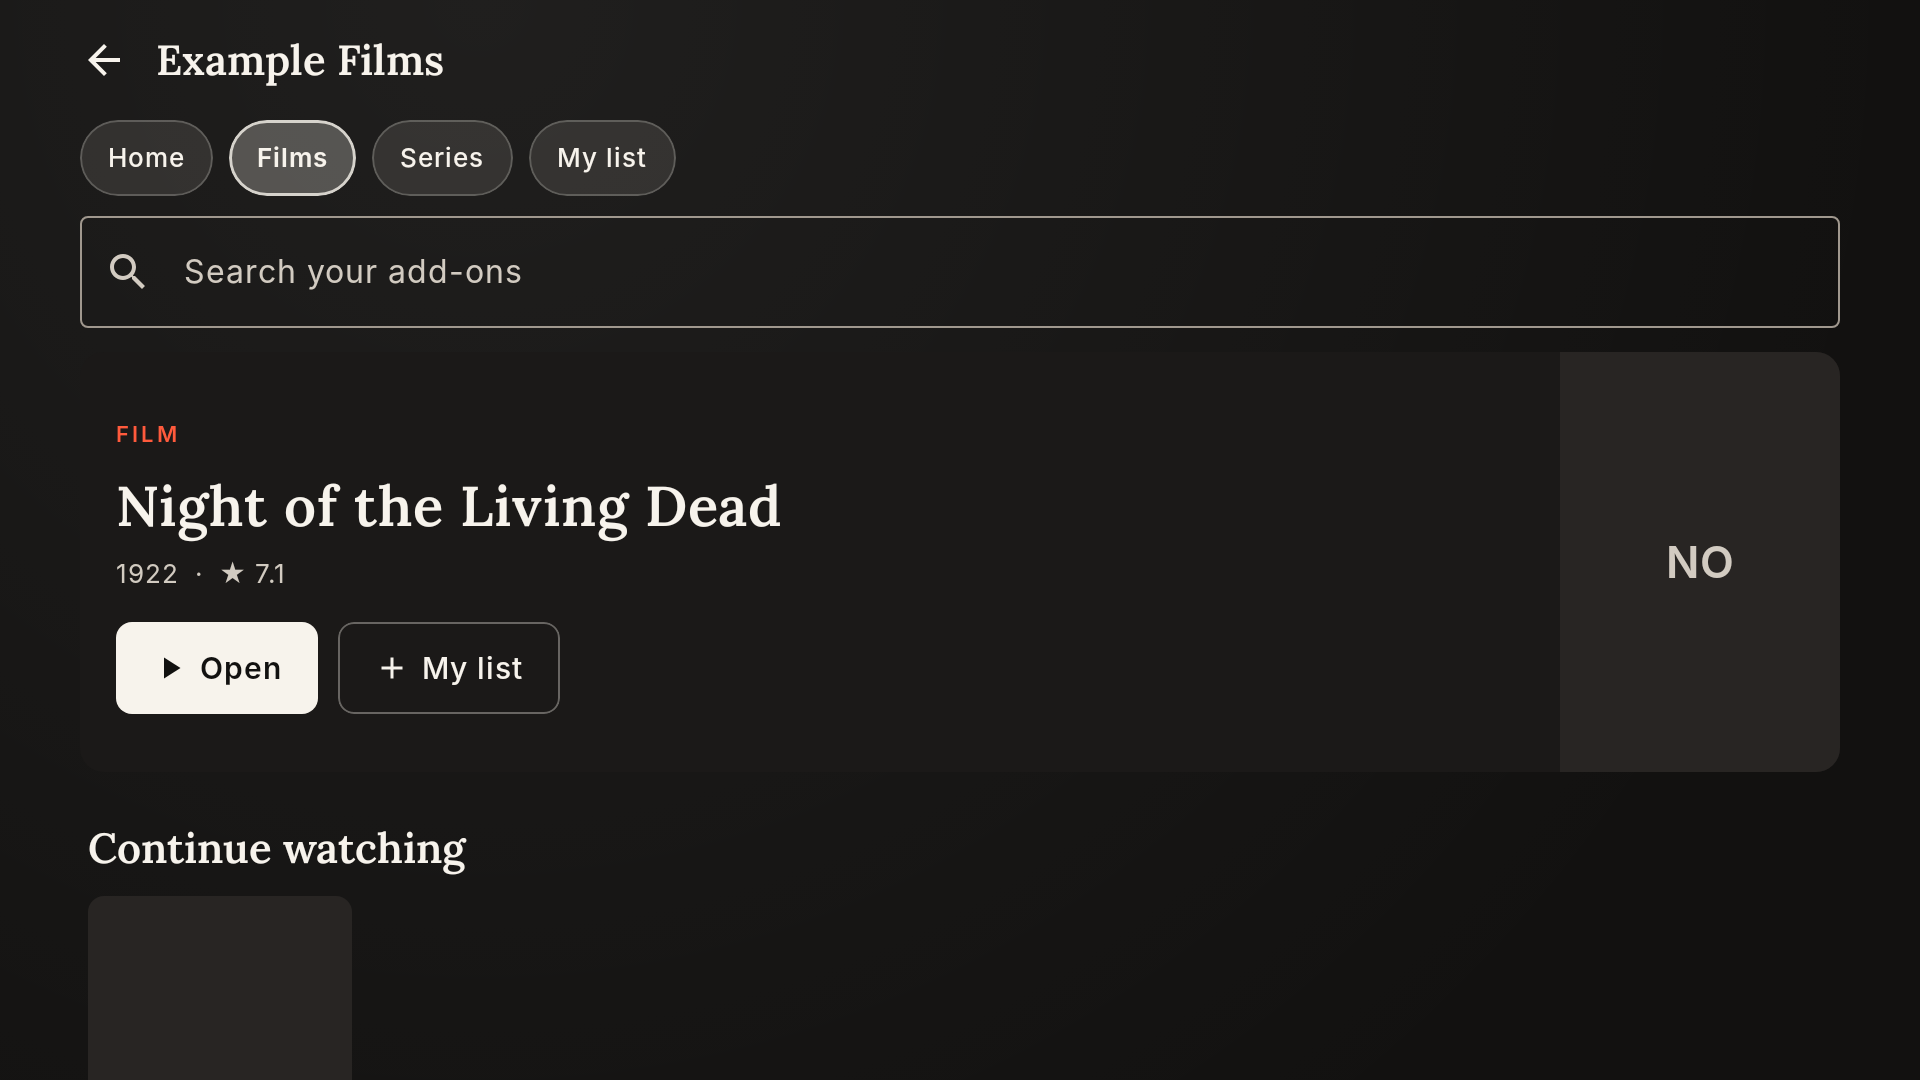 Example Films
Home Films Series My list
Search your add-ons
FILM
Night of the Living Dead
1922 · ★ 7.1
NO
Open + My list
Continue watching